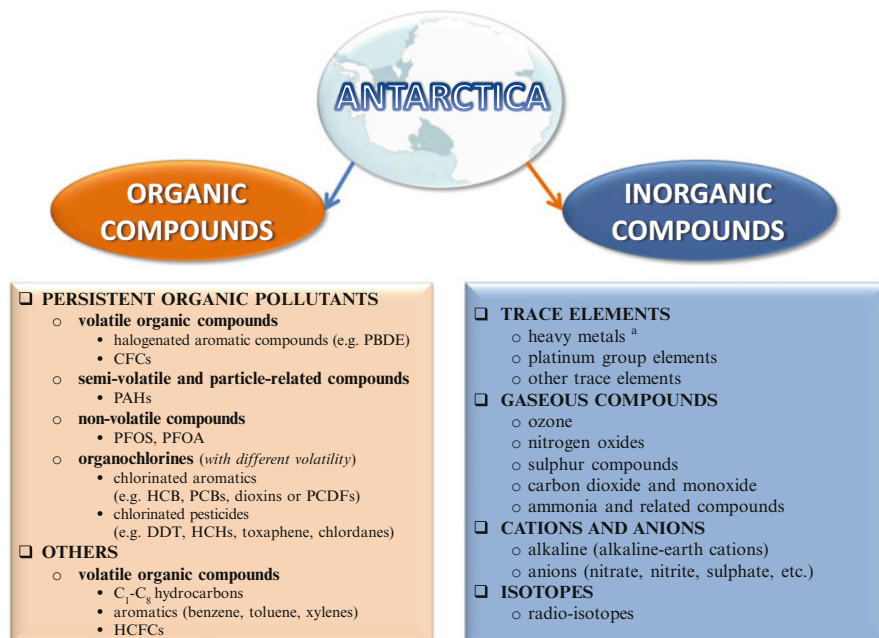 ANTARCTICA
ORGANIC
COMPOUNDS
INORGANIC
COMPOUNDS
❑ PERSISTENT ORGANIC POLLUTANTS
o volatile organic compounds
• halogenated aromatic compounds (e.g. PBDE)
• CFCs
o semi-volatile and particle-related compounds
• PAHs
o non-volatile compounds
• PFOS, PFOA
o organochlorines (with different volatility)
• chlorinated aromatics
(e.g. HCB, PCBs, dioxins or PCDFs)
• chlorinated pesticides
(e.g. DDT, HCHs, toxaphene, chlordanes)
❑ OTHERS
o volatile organic compounds
• C₁-C₈ hydrocarbons
• aromatics (benzene, toluene, xylenes)
• HCFCs
❑ TRACE ELEMENTS
o heavy metals ᵃ
o platinum group elements
o other trace elements
❑ GASEOUS COMPOUNDS
o ozone
o nitrogen oxides
o sulphur compounds
o carbon dioxide and monoxide
o ammonia and related compounds
❑ CATIONS AND ANIONS
o alkaline (alkaline-earth cations)
o anions (nitrate, nitrite, sulphate, etc.)
❑ ISOTOPES
o radio-isotopes